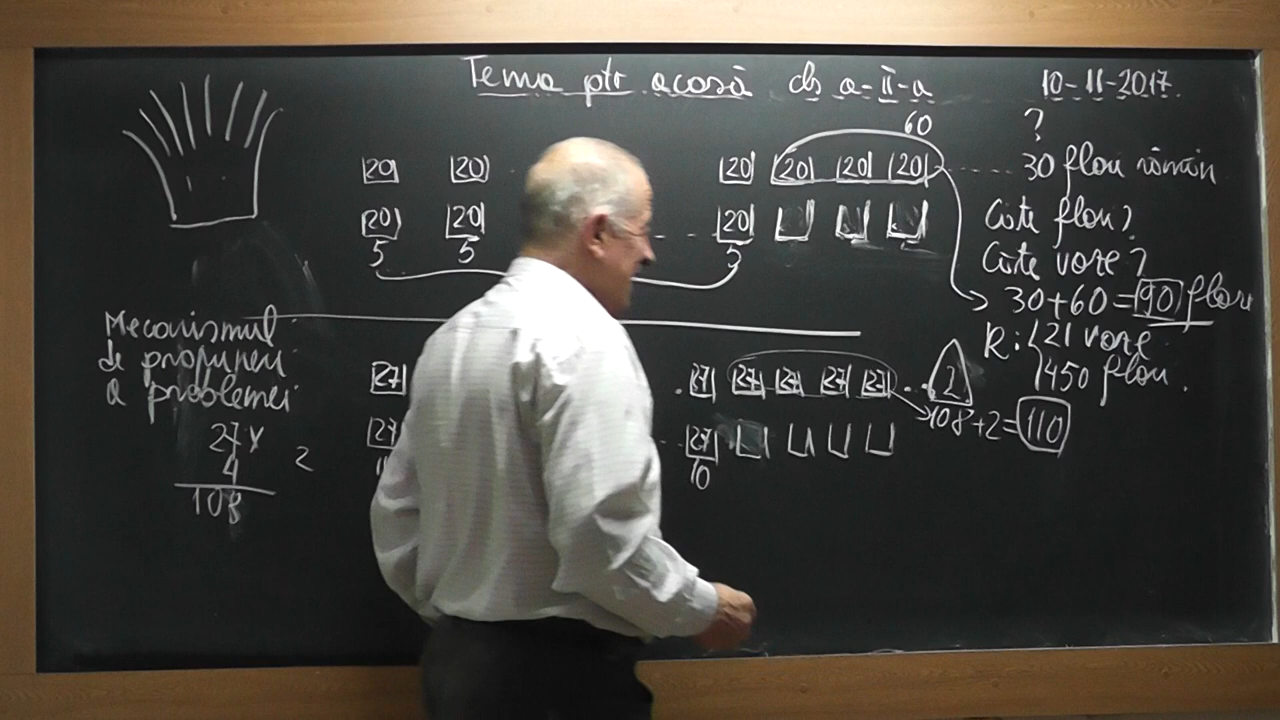 Tema ptr acasă cls a-II-a 10-11-2017.
60 ?
20 20 20 20 20 20 30 flori rămân
20 20 20 Câte flori?
5 5 5 Câte vaze?
30+60=90 flori
Mecanismul R: 21 vaze
de propuneri 450 flori.
a problemei
27 27 27 27 27 27 2
108+2=110
27 27
10
27x 2
4
108